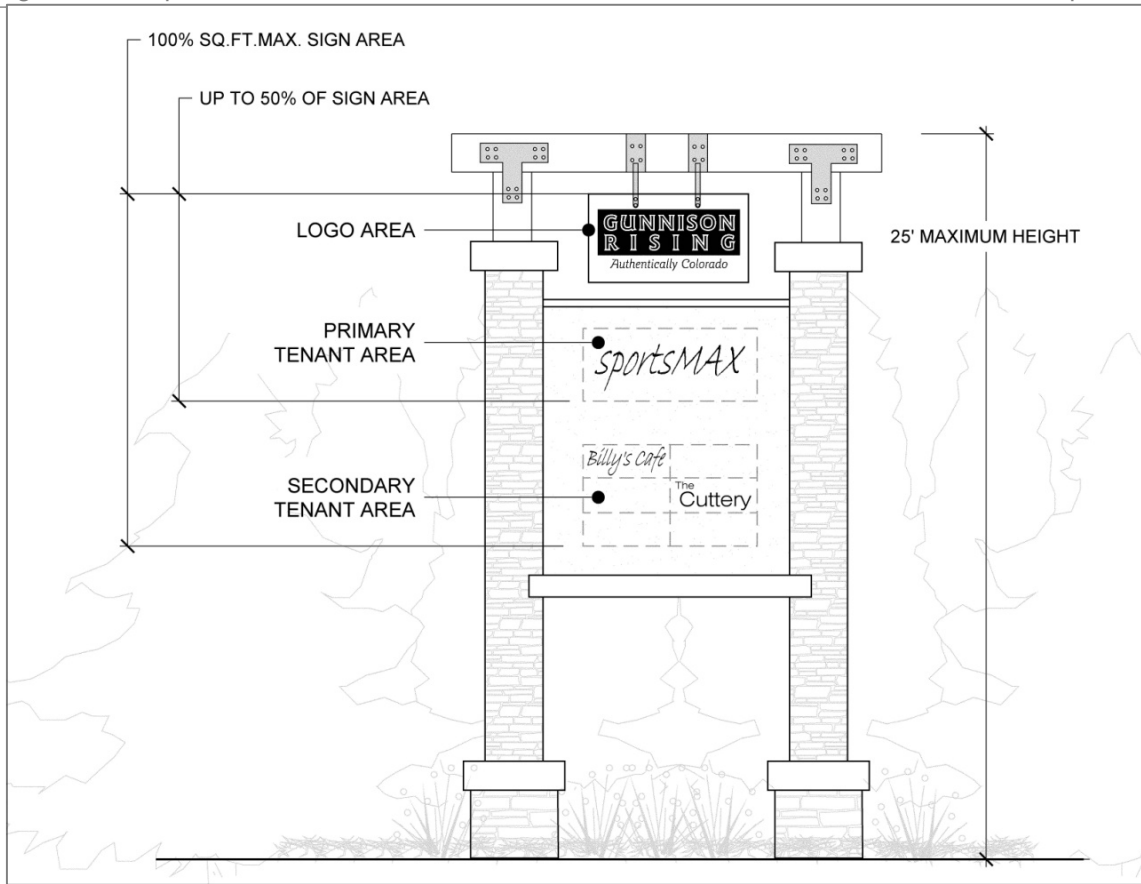 100% SQ.FT.MAX. SIGN AREA
UP TO 50% OF SIGN AREA
25' MAXIMUM HEIGHT
LOGO AREA
GUNNISON
RISING
Authentically Colorado
PRIMARY
TENANT AREA
sportsMAX
Billy's Cafe
SECONDARY
TENANT AREA
The
Cuttery